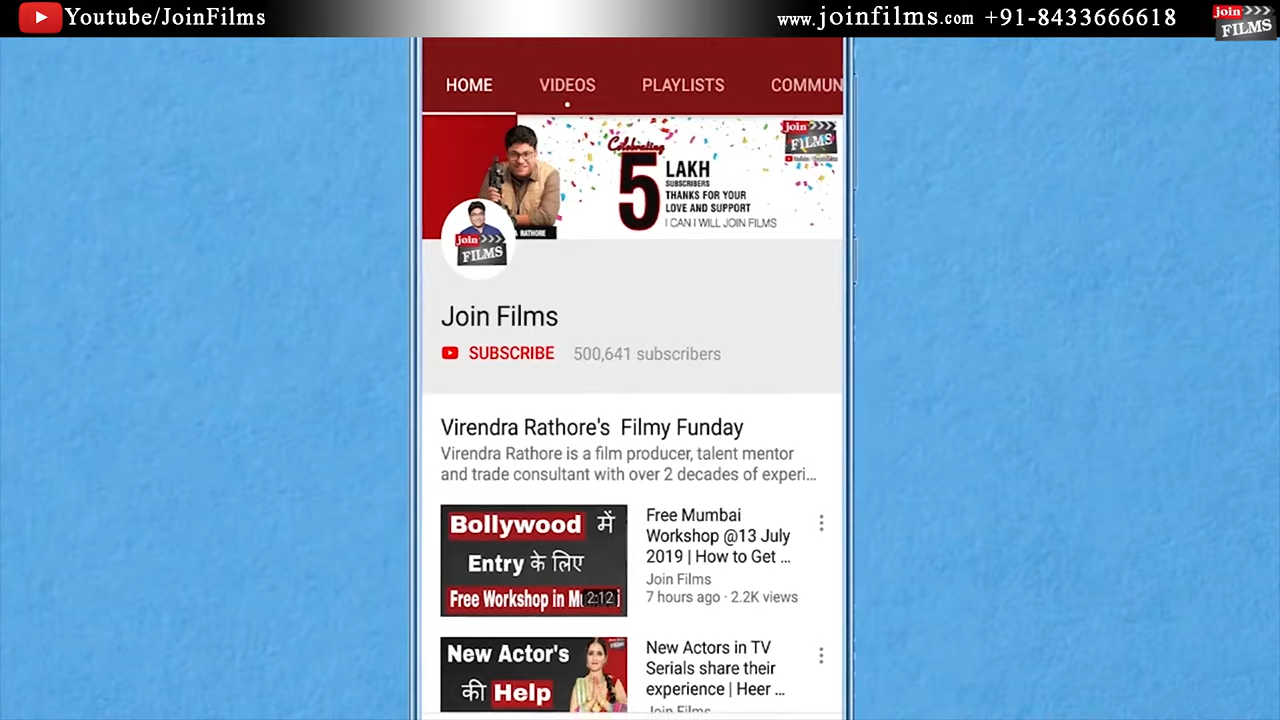 Youtube/JoinFilms
www.joinfilms.com +91-8433666618
join
FILMS
HOME VIDEOS PLAYLISTS COMMUN
Celebrating
5 LAKH
SUBSCRIBERS
THANKS FOR YOUR
LOVE AND SUPPORT
I CAN I WILL JOIN FILMS
join
FILMS
RATHORE
join
FILMS
Join Films
SUBSCRIBE 500,641 subscribers
Virendra Rathore's Filmy Funday
Virendra Rathore is a film producer, talent mentor
and trade consultant with over 2 decades of experi...
Bollywood में
Entry के लिए
Free Workshop in
2:12
Free Mumbai
Workshop @13 July
2019 | How to Get ...
Join Films
7 hours ago · 2.2K views
New Actor's
की Help
New Actors in TV
Serials share their
experience | Heer ...
Join Films